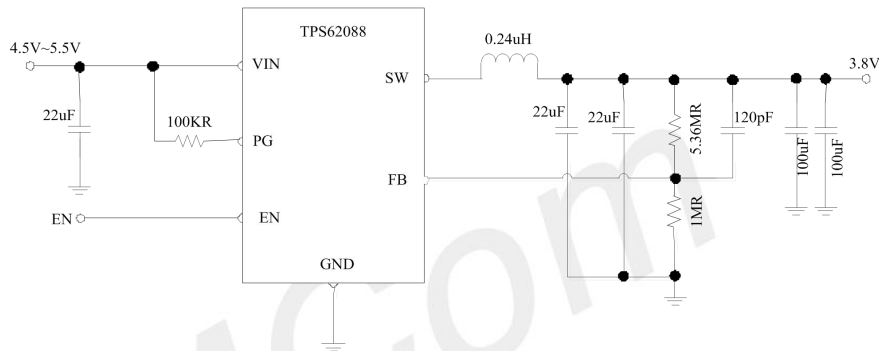 TPS62088
4.5V~5.5V
VIN
22uF
100KR
PG
EN
EN
GND
SW
FB
0.24uH
3.8V
22uF
22uF
5.36MR
120pF
100uF
100uF
1MR
Com